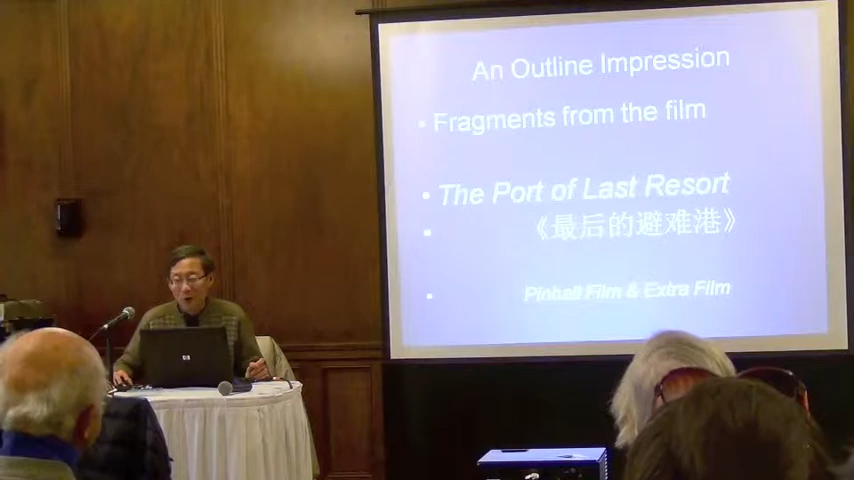 An Outline Impression
• Fragments from the film
• The Port of Last Resort
• 《最后的避难港》
• Pinball Film & Extra Film
hp